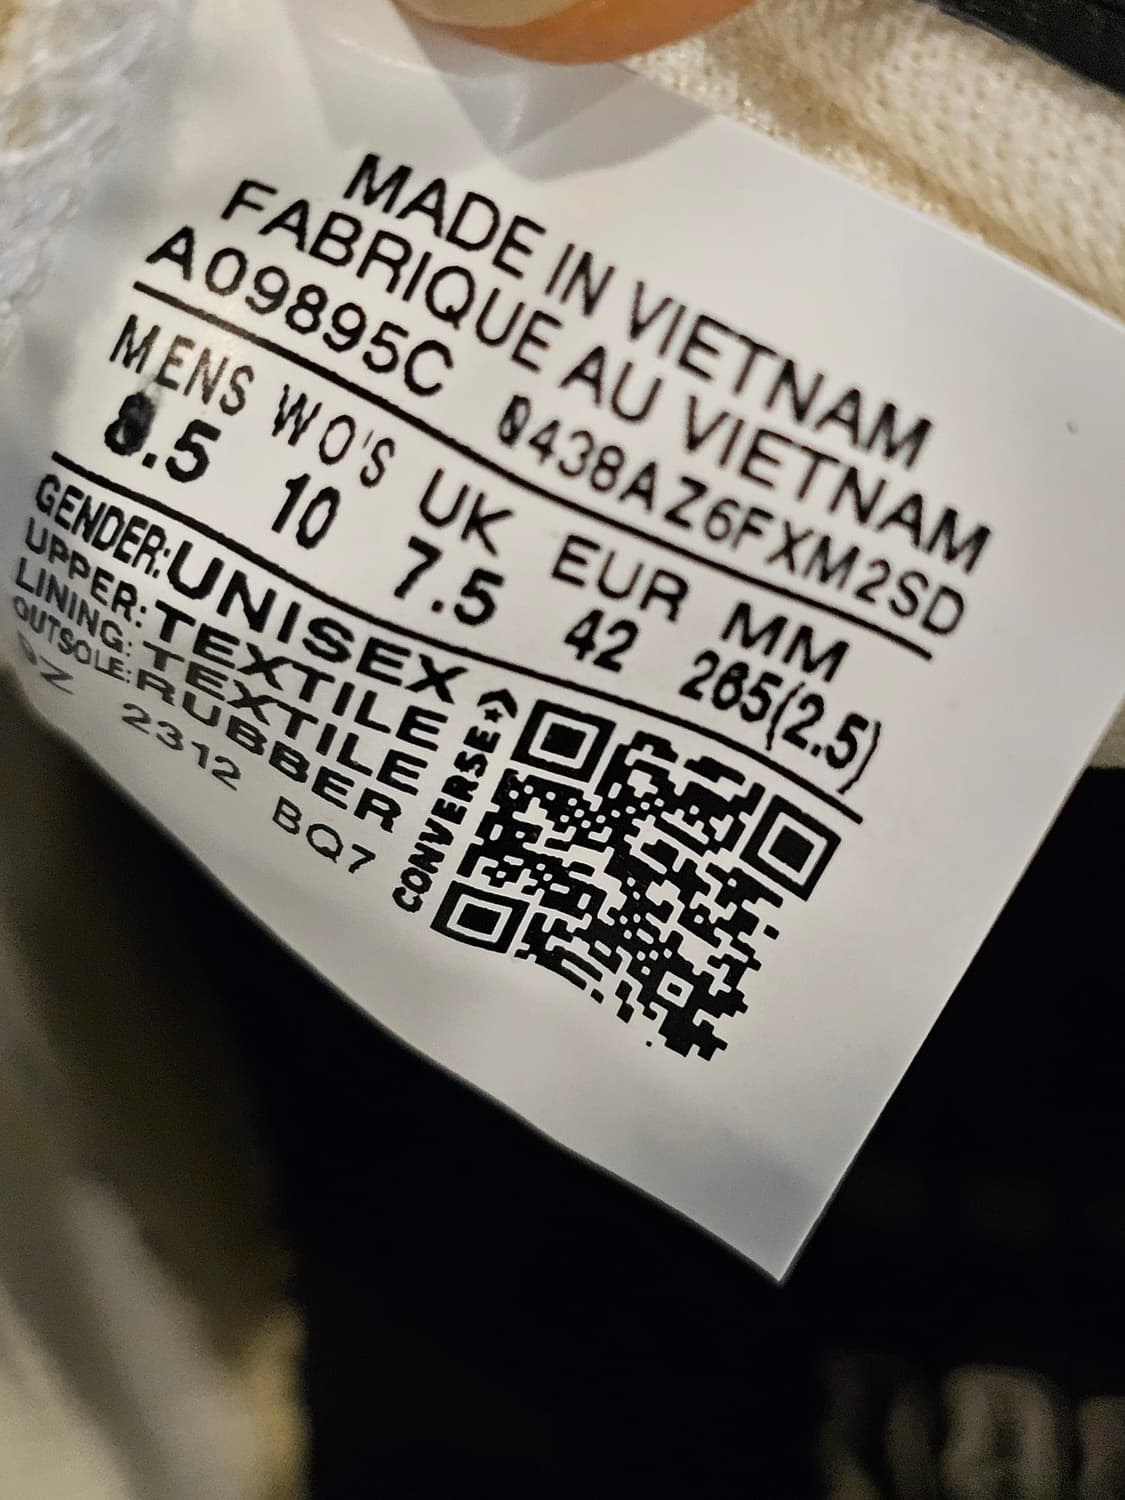 MADE IN VIETNAM
FABRIQUE AU VIETNAM
A09895C 0438AZ6FXM2SD
MENS WO'S UK EUR MM
8.5 10 7.5 42 265(2.5)
GENDER:UNISEX
UPPER:TEXTILE
LINING:TEXTILE
OUTSOLE:RUBBER
2312 BQ7
CONVERSE